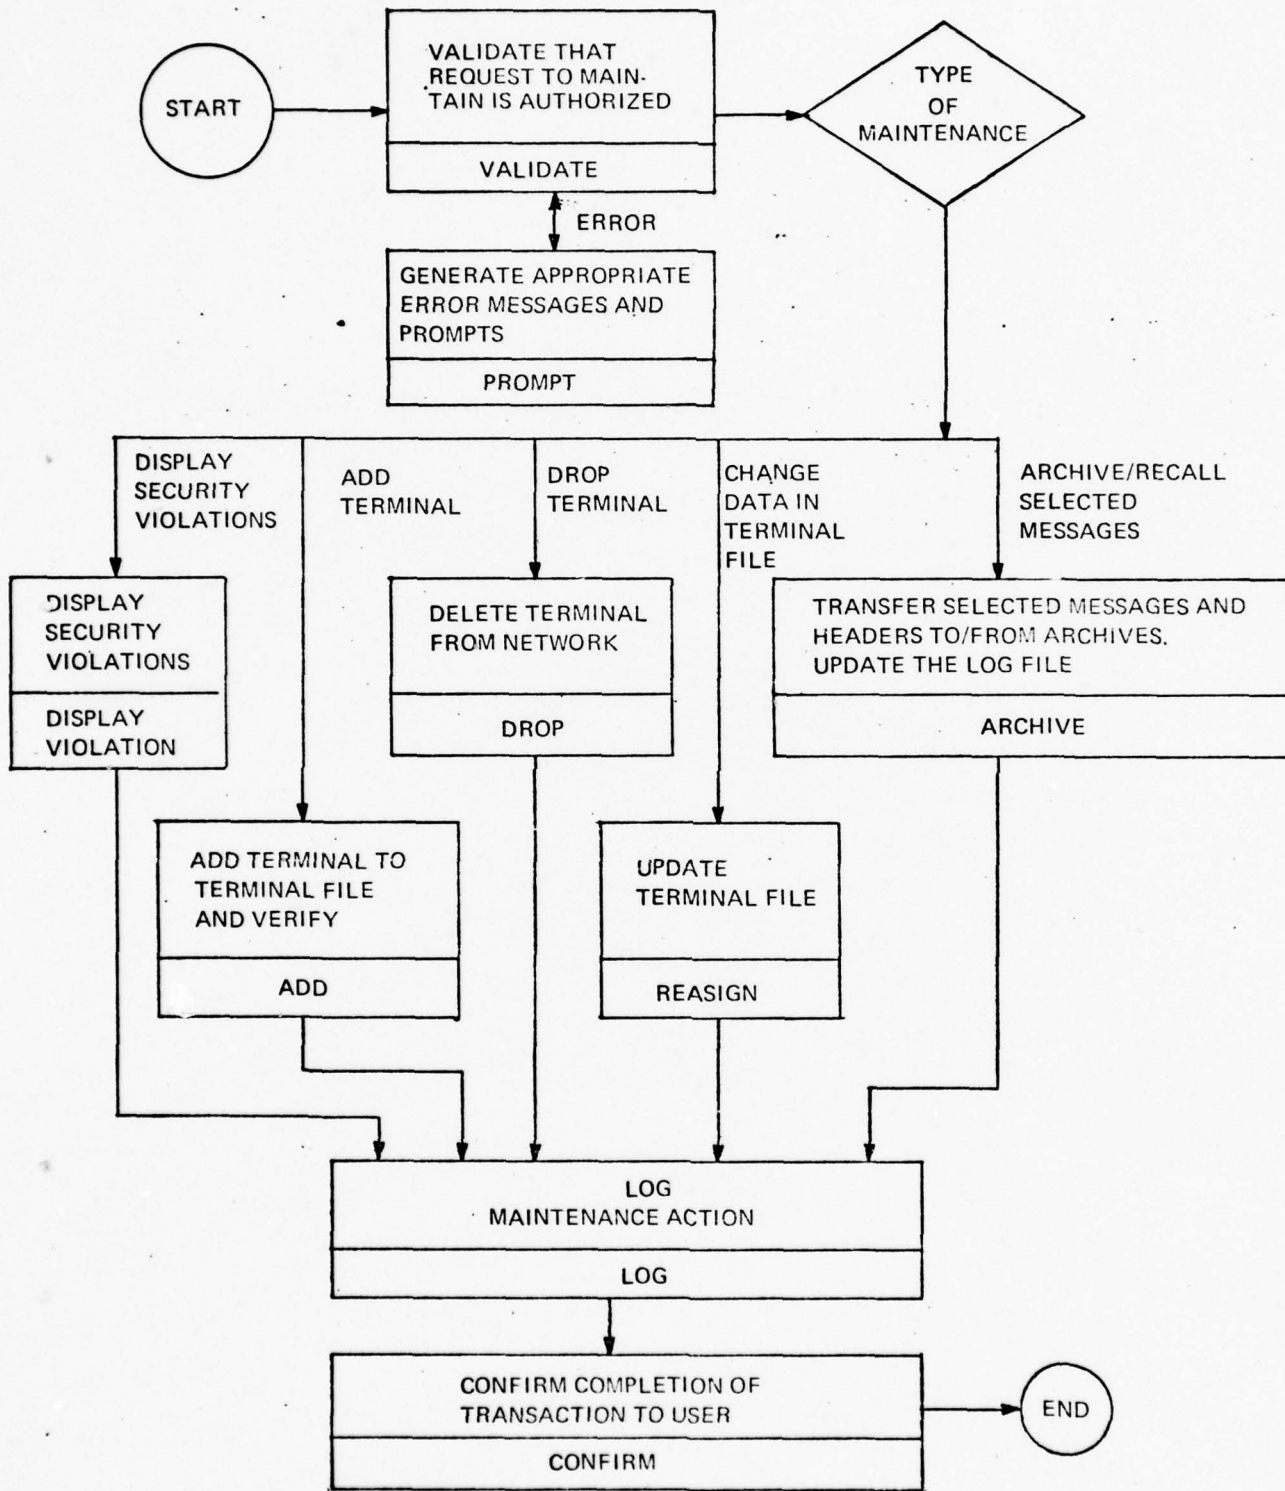 START
VALIDATE THAT
REQUEST TO MAIN-
TAIN IS AUTHORIZED
VALIDATE
TYPE
OF
MAINTENANCE
ERROR
GENERATE APPROPRIATE
ERROR MESSAGES AND
PROMPTS
PROMPT
DISPLAY
SECURITY
VIOLATIONS
ADD
TERMINAL
DROP
TERMINAL
CHANGE
DATA IN
TERMINAL
FILE
ARCHIVE/RECALL
SELECTED
MESSAGES
DISPLAY
SECURITY
VIOLATIONS
DISPLAY
VIOLATION
DELETE TERMINAL
FROM NETWORK
DROP
TRANSFER SELECTED MESSAGES AND
HEADERS TO/FROM ARCHIVES.
UPDATE THE LOG FILE
ARCHIVE
ADD TERMINAL TO
TERMINAL FILE
AND VERIFY
ADD
UPDATE
TERMINAL FILE
REASIGN
LOG
MAINTENANCE ACTION
LOG
CONFIRM COMPLETION OF
TRANSACTION TO USER
CONFIRM
END